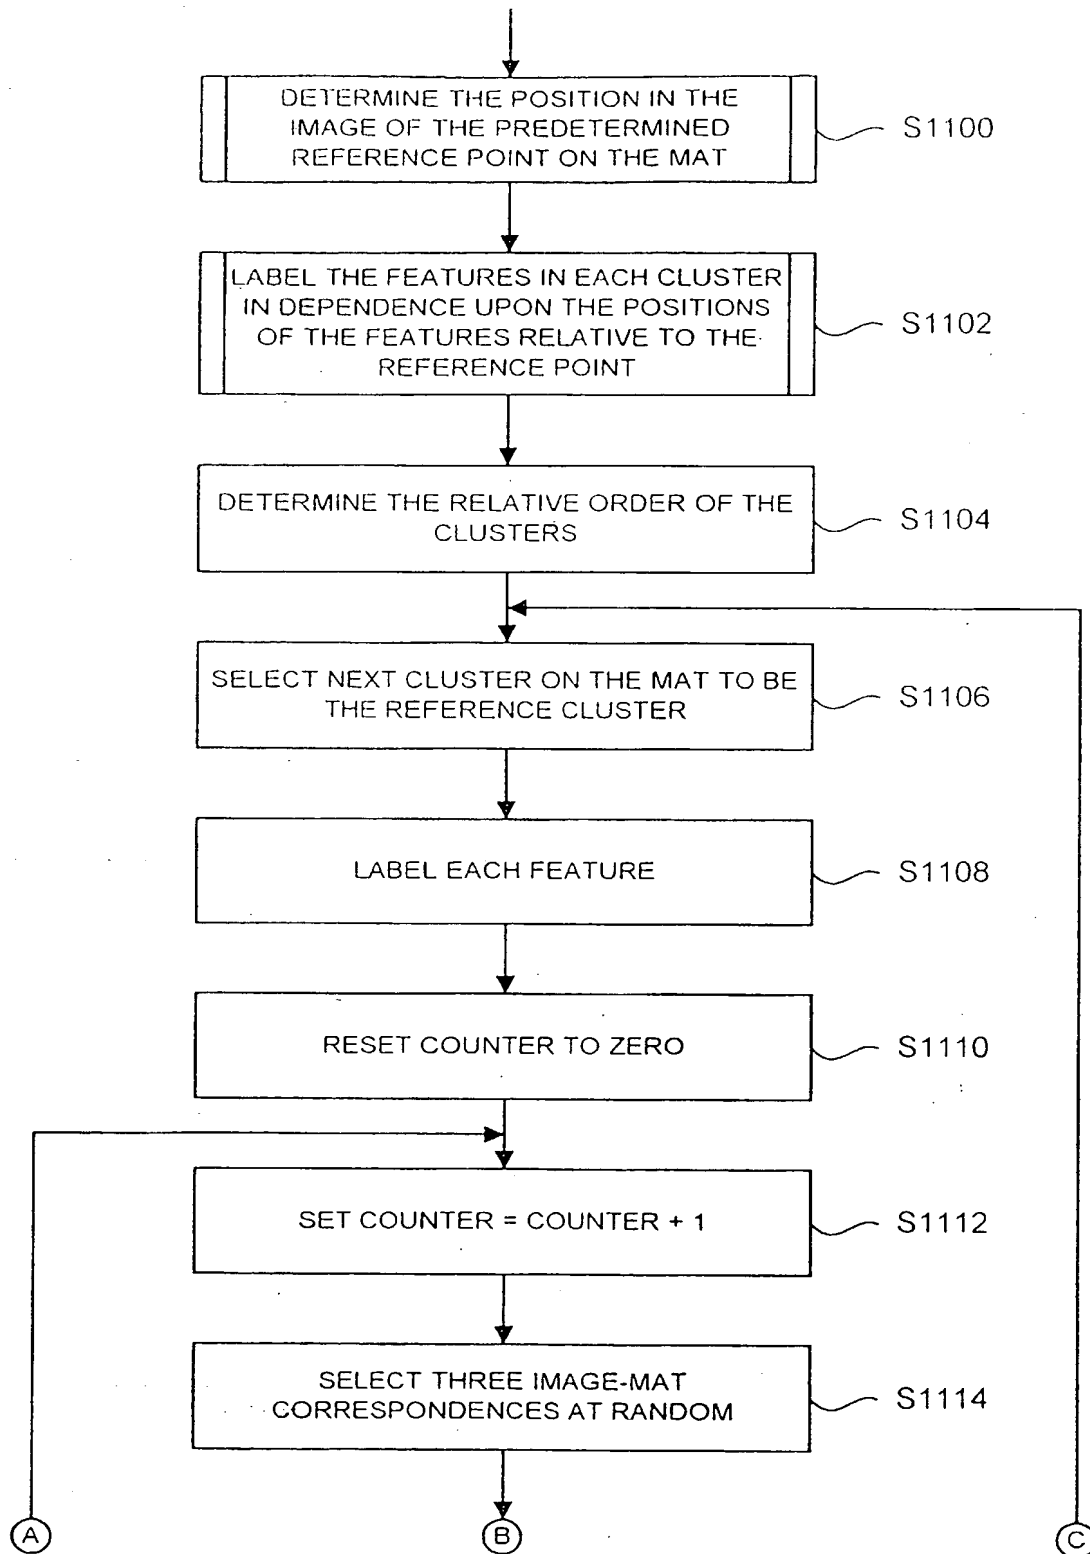 DETERMINE THE POSITION IN THE
IMAGE OF THE PREDETERMINED
REFERENCE POINT ON THE MAT
S1100
LABEL THE FEATURES IN EACH CLUSTER
IN DEPENDENCE UPON THE POSITIONS
OF THE FEATURES RELATIVE TO THE
REFERENCE POINT
S1102
DETERMINE THE RELATIVE ORDER OF THE
CLUSTERS
S1104
SELECT NEXT CLUSTER ON THE MAT TO BE
THE REFERENCE CLUSTER
S1106
LABEL EACH FEATURE
S1108
RESET COUNTER TO ZERO
S1110
SET COUNTER = COUNTER + 1
S1112
SELECT THREE IMAGE-MAT
CORRESPONDENCES AT RANDOM
S1114
A
B
C